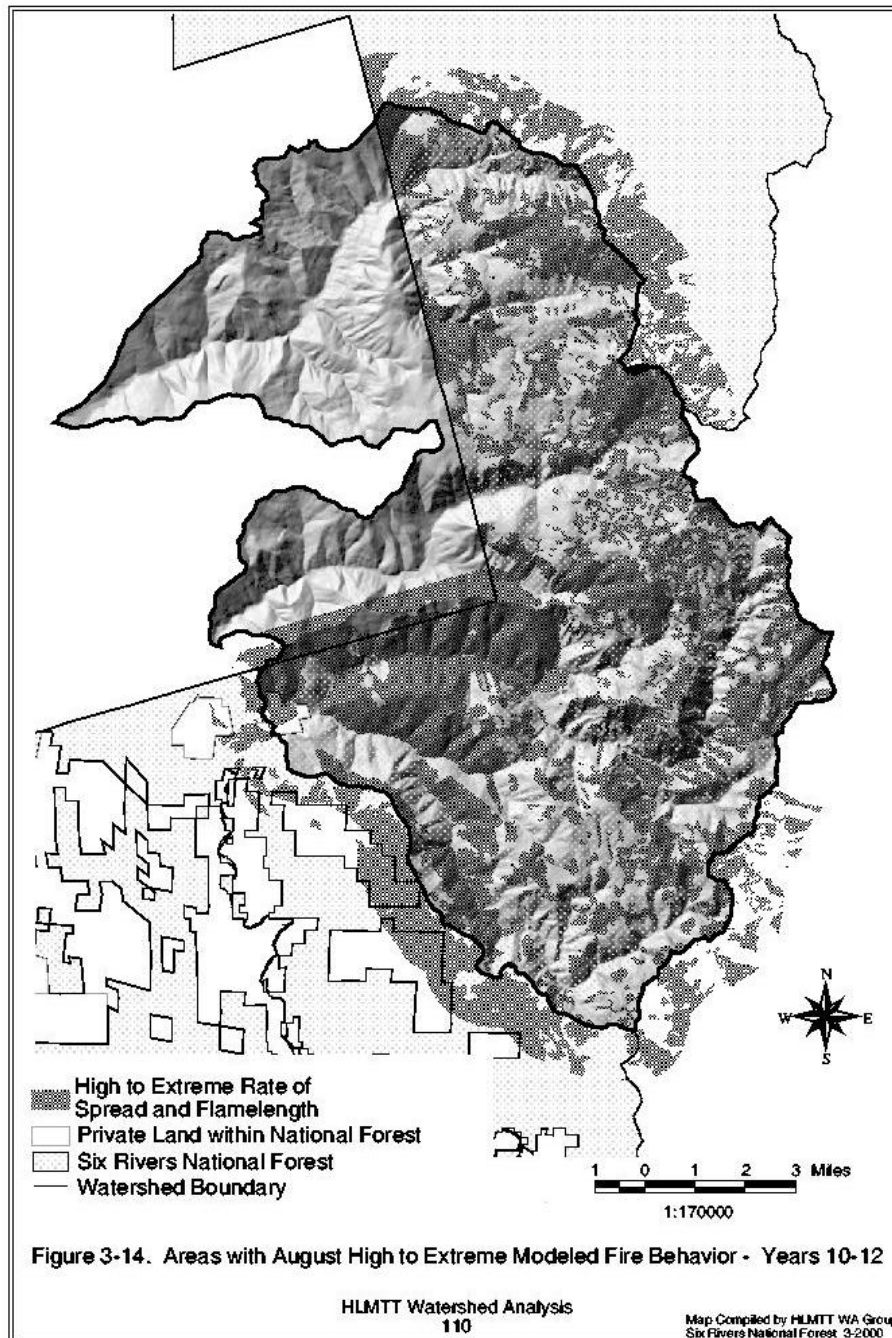 N
W E
S
High to Extreme Rate of
Spread and Flamelength
Private Land within National Forest
Six Rivers National Forest
Watershed Boundary
1 0 1 2 3 Miles
1:170000
Figure 3-14. Areas with August High to Extreme Modeled Fire Behavior - Years 10-12
HLMTT Watershed Analysis
110
Map Compiled by HLMTT WA Grou
Six Rivers National Forest 3-2000